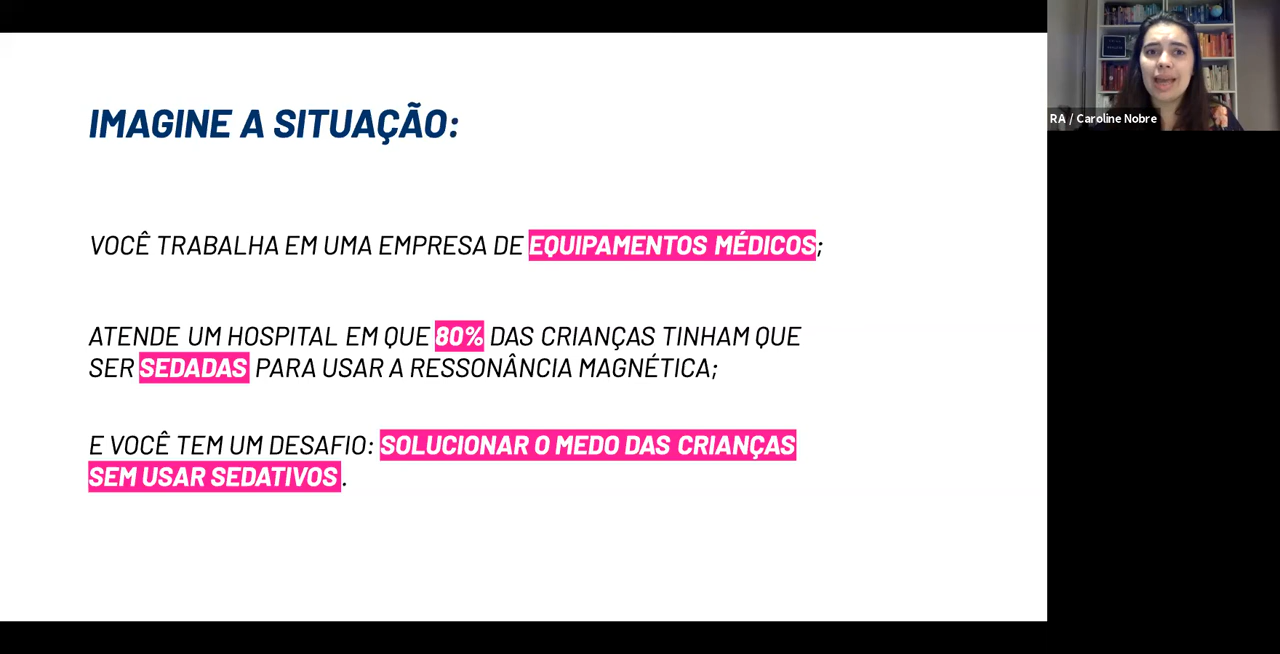 IMAGINE A SITUAÇÃO:
VOCÊ TRABALHA EM UMA EMPRESA DE EQUIPAMENTOS MÉDICOS;
ATENDE UM HOSPITAL EM QUE 80% DAS CRIANÇAS TINHAM QUE
SER SEDADAS PARA USAR A RESSONÂNCIA MAGNÉTICA;
E VOCÊ TEM UM DESAFIO: SOLUCIONAR O MEDO DAS CRIANÇAS
SEM USAR SEDATIVOS .
RA / Caroline Nobre